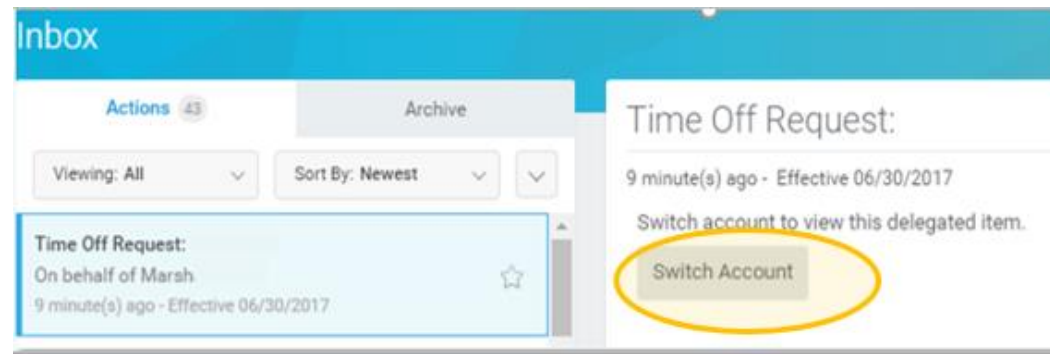 Inbox
Actions 43
Archive
Viewing: All
Sort By: Newest
Time Off Request:
On behalf of Marsh
9 minute(s) ago - Effective 06/30/2017
Time Off Request:
9 minute(s) ago - Effective 06/30/2017
Switch account to view this delegated item.
Switch Account